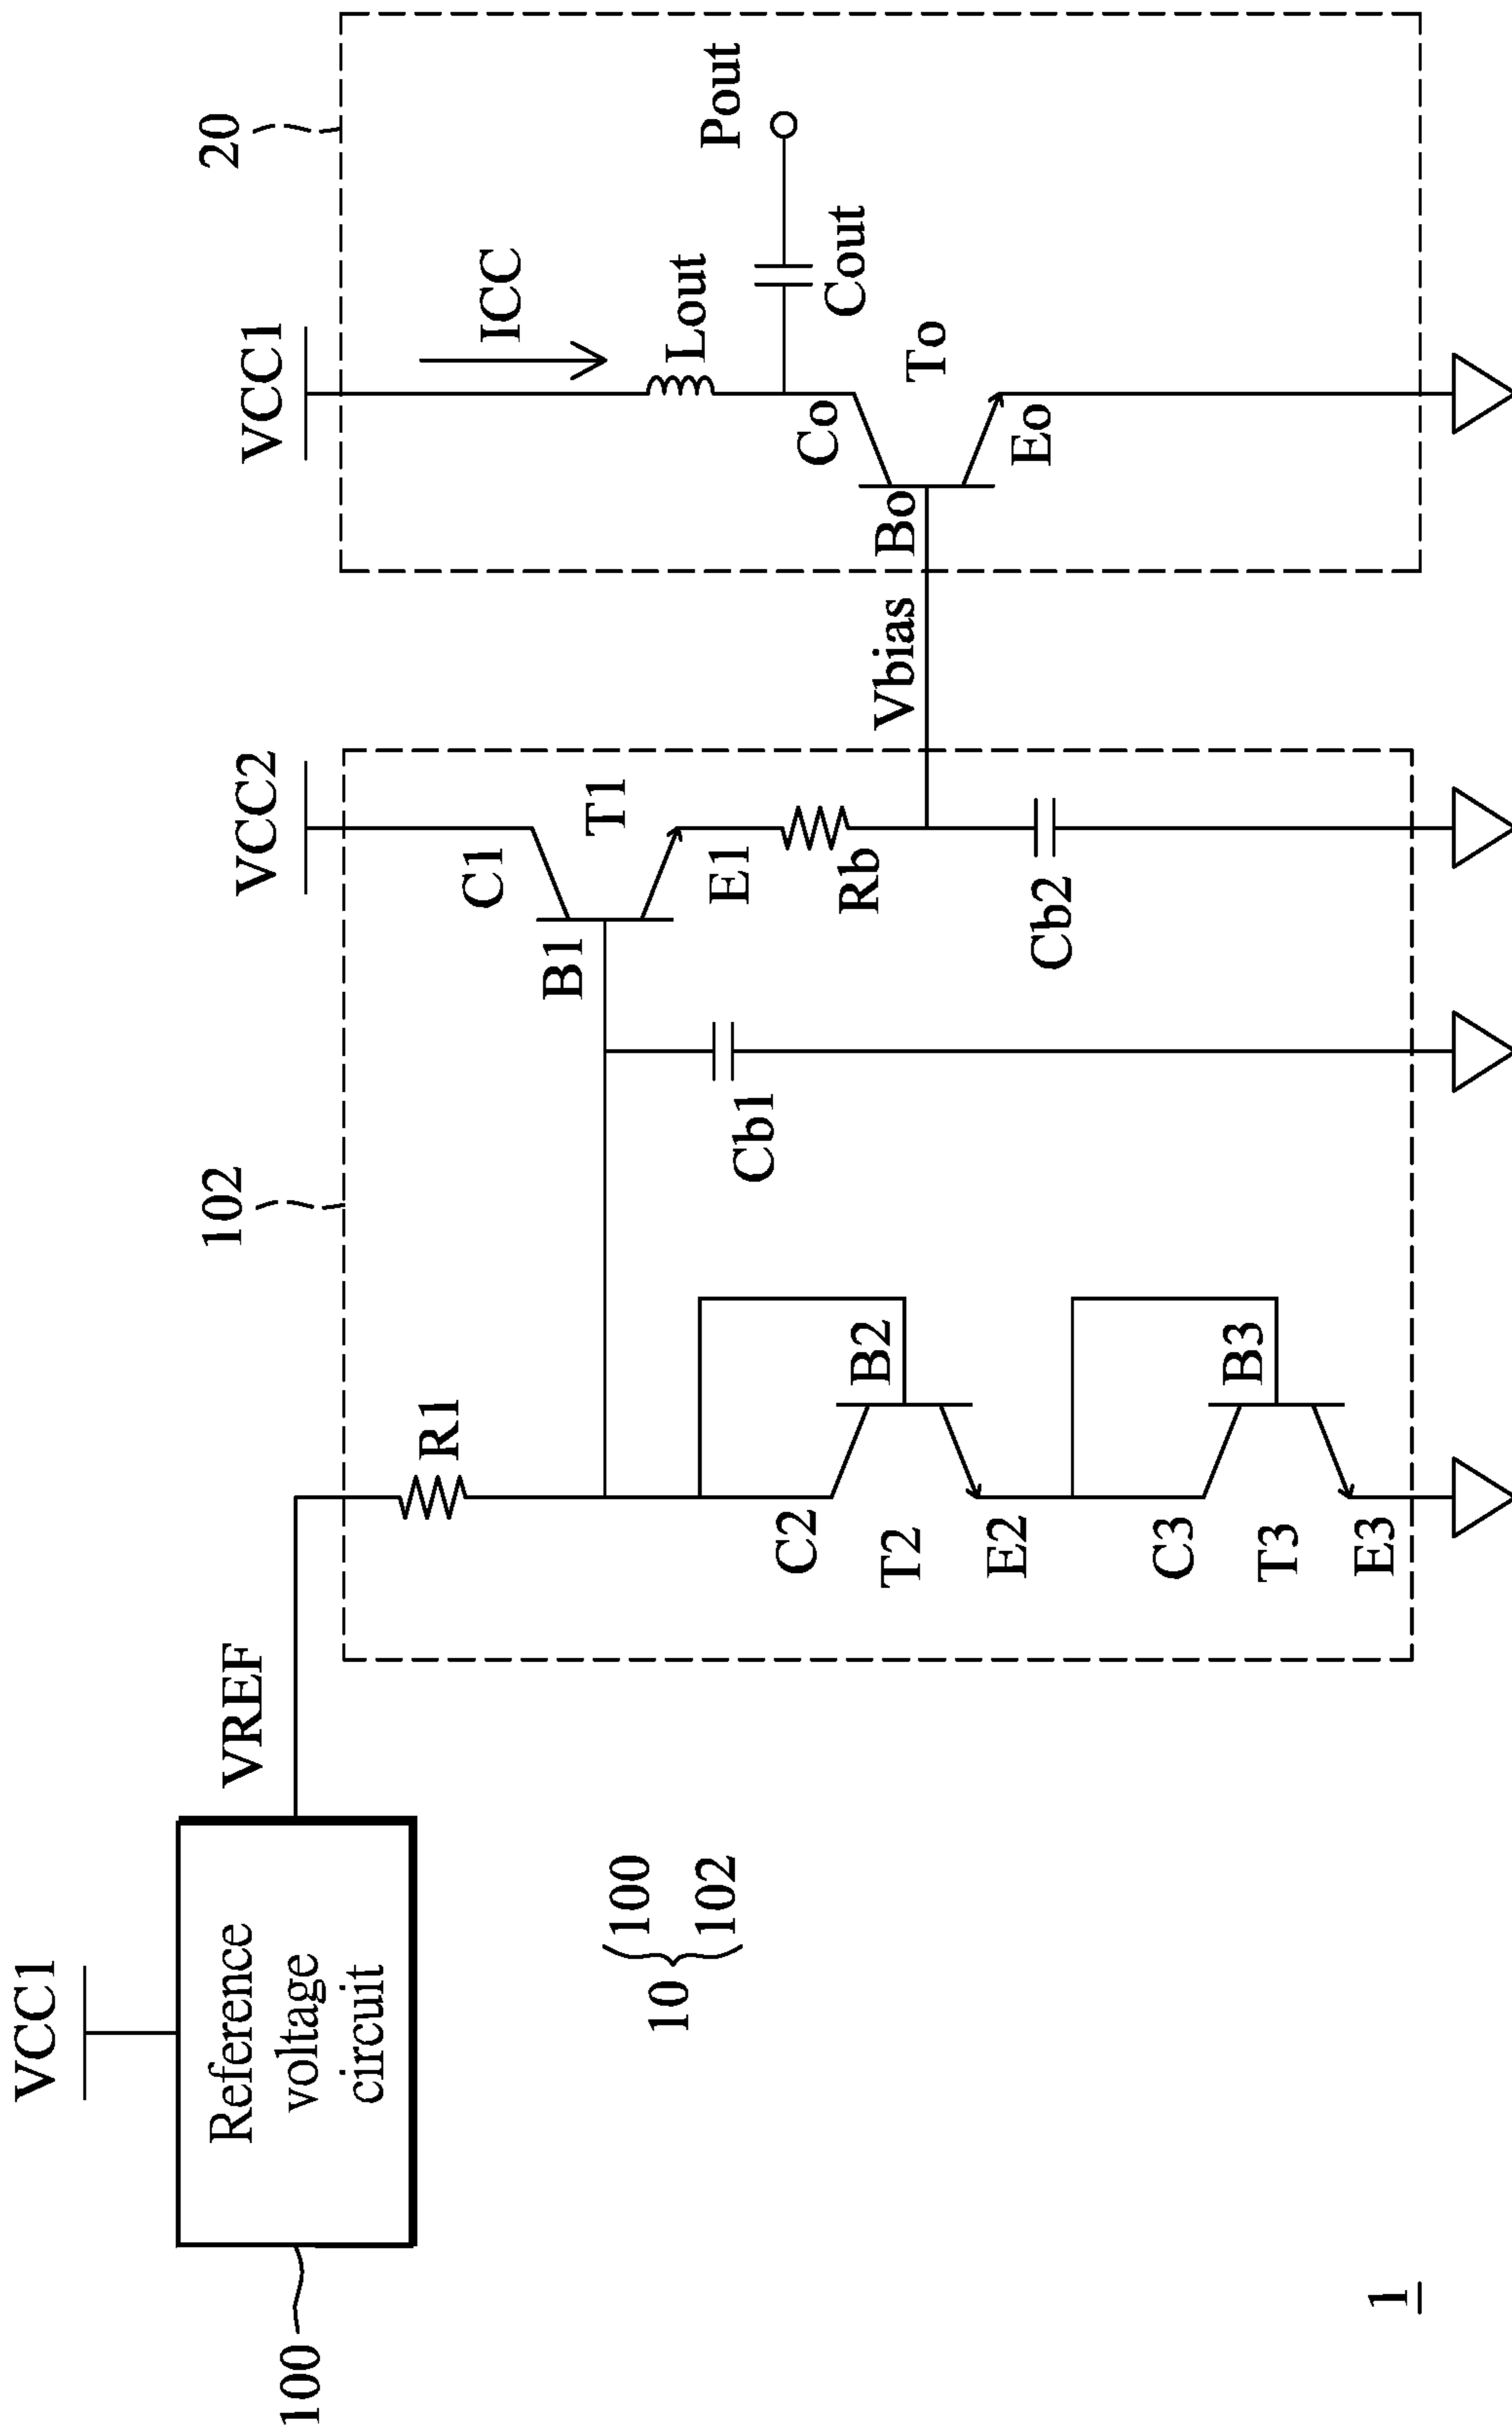 VCC1
Reference
voltage
circuit
100
VREF
10
100
102
102
R1
C2
B2
T2
E2
C3
B3
T3
E3
Cb1
VCC2
C1
B1
T1
E1
Rb
Cb2
Vbias
20
VCC1
ICC
Lout
Pout
Cout
Co
Bo
To
Eo
1